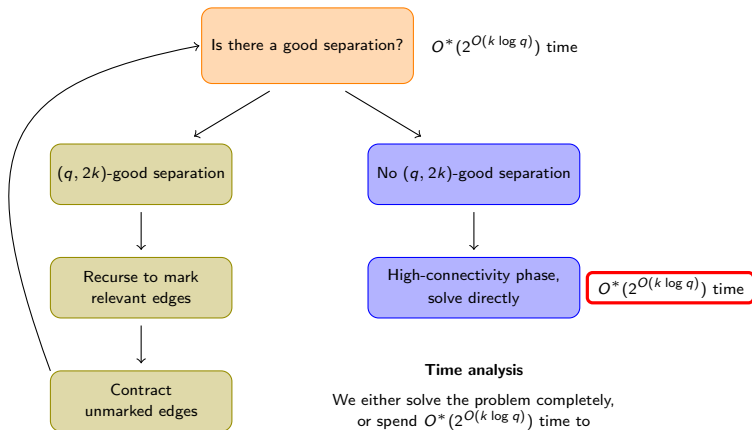 Is there a good separation?
O*(2^{O(k log q)}) time
(q, 2k)-good separation
No (q, 2k)-good separation
Recurse to mark
relevant edges
High-connectivity phase,
solve directly
O*(2^{O(k log q)}) time
Contract
unmarked edges
Time analysis
We either solve the problem completely,
or spend O*(2^{O(k log q)}) time to